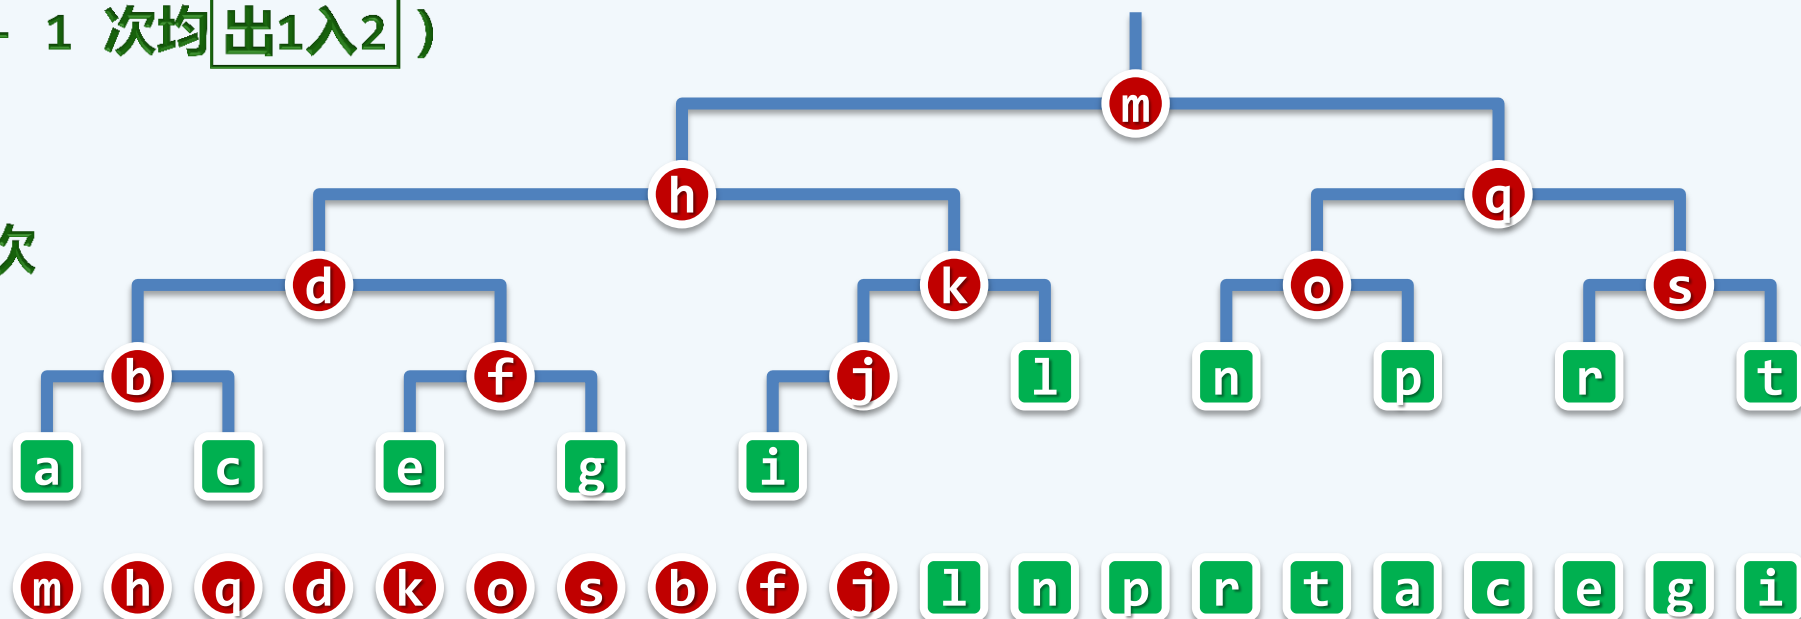 - 1 次均出1入2 )
m
h q
次
d k o s
b f j l n p r t
a c e g i
m h q d k o s b f j l n p r t a c e g i